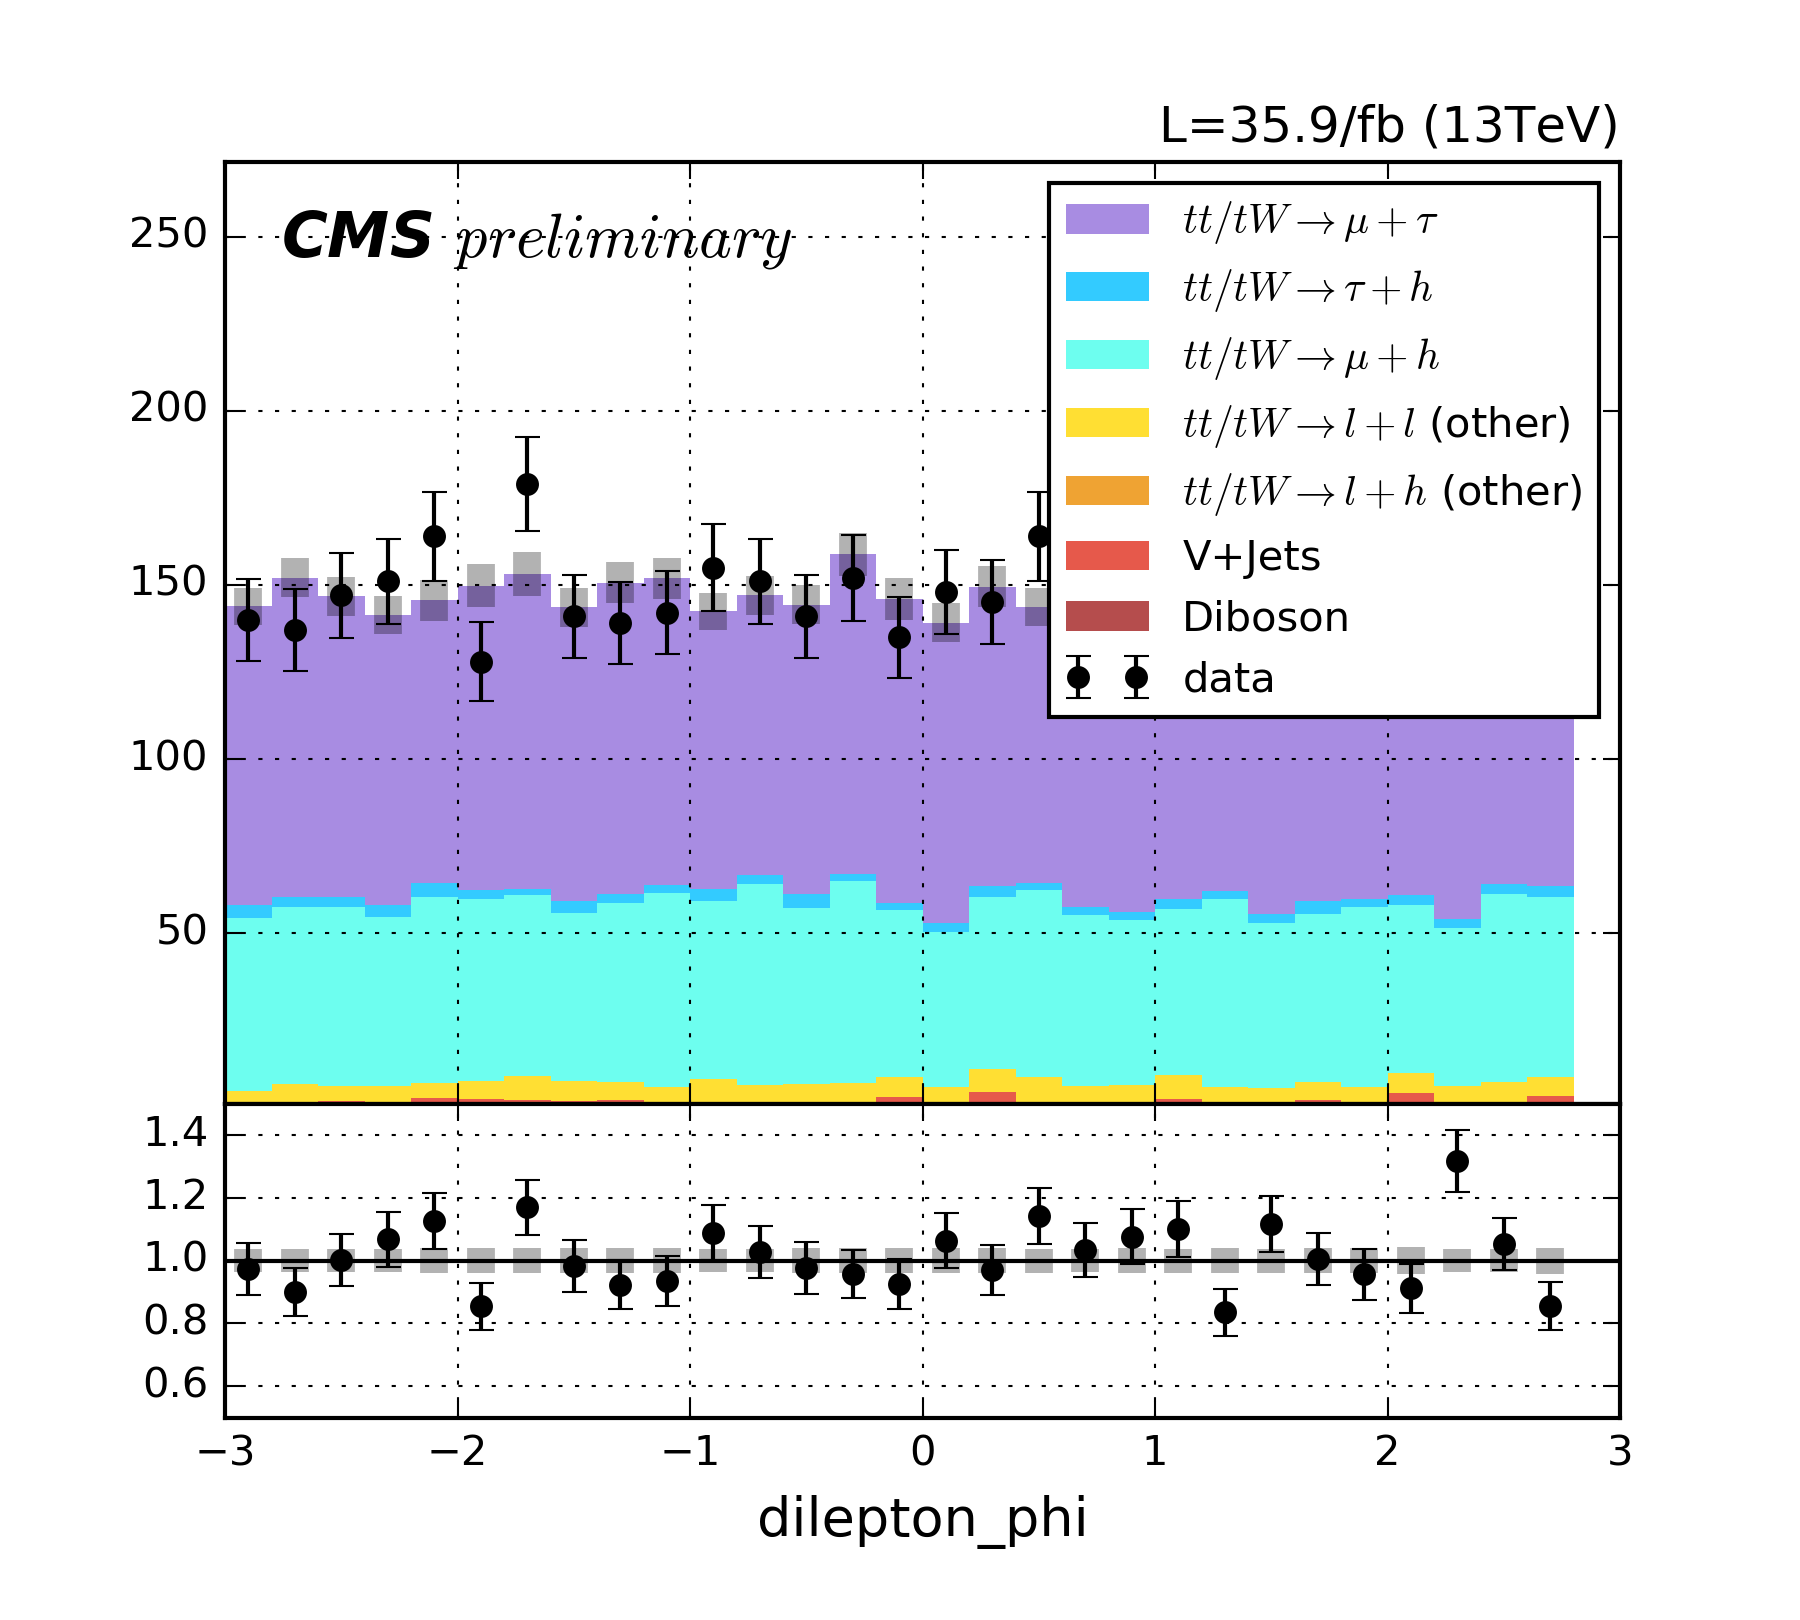 L=35.9/fb (13TeV)
CMS preliminary
250
200
150
100
50
tt/tW → μ + τ
tt/tW → τ + h
tt/tW → μ + h
tt/tW → l + l (other)
tt/tW → l + h (other)
V+Jets
Diboson
data
1.4
1.2
1.0
0.8
0.6
−3 −2 −1 0 1 2 3
dilepton_phi